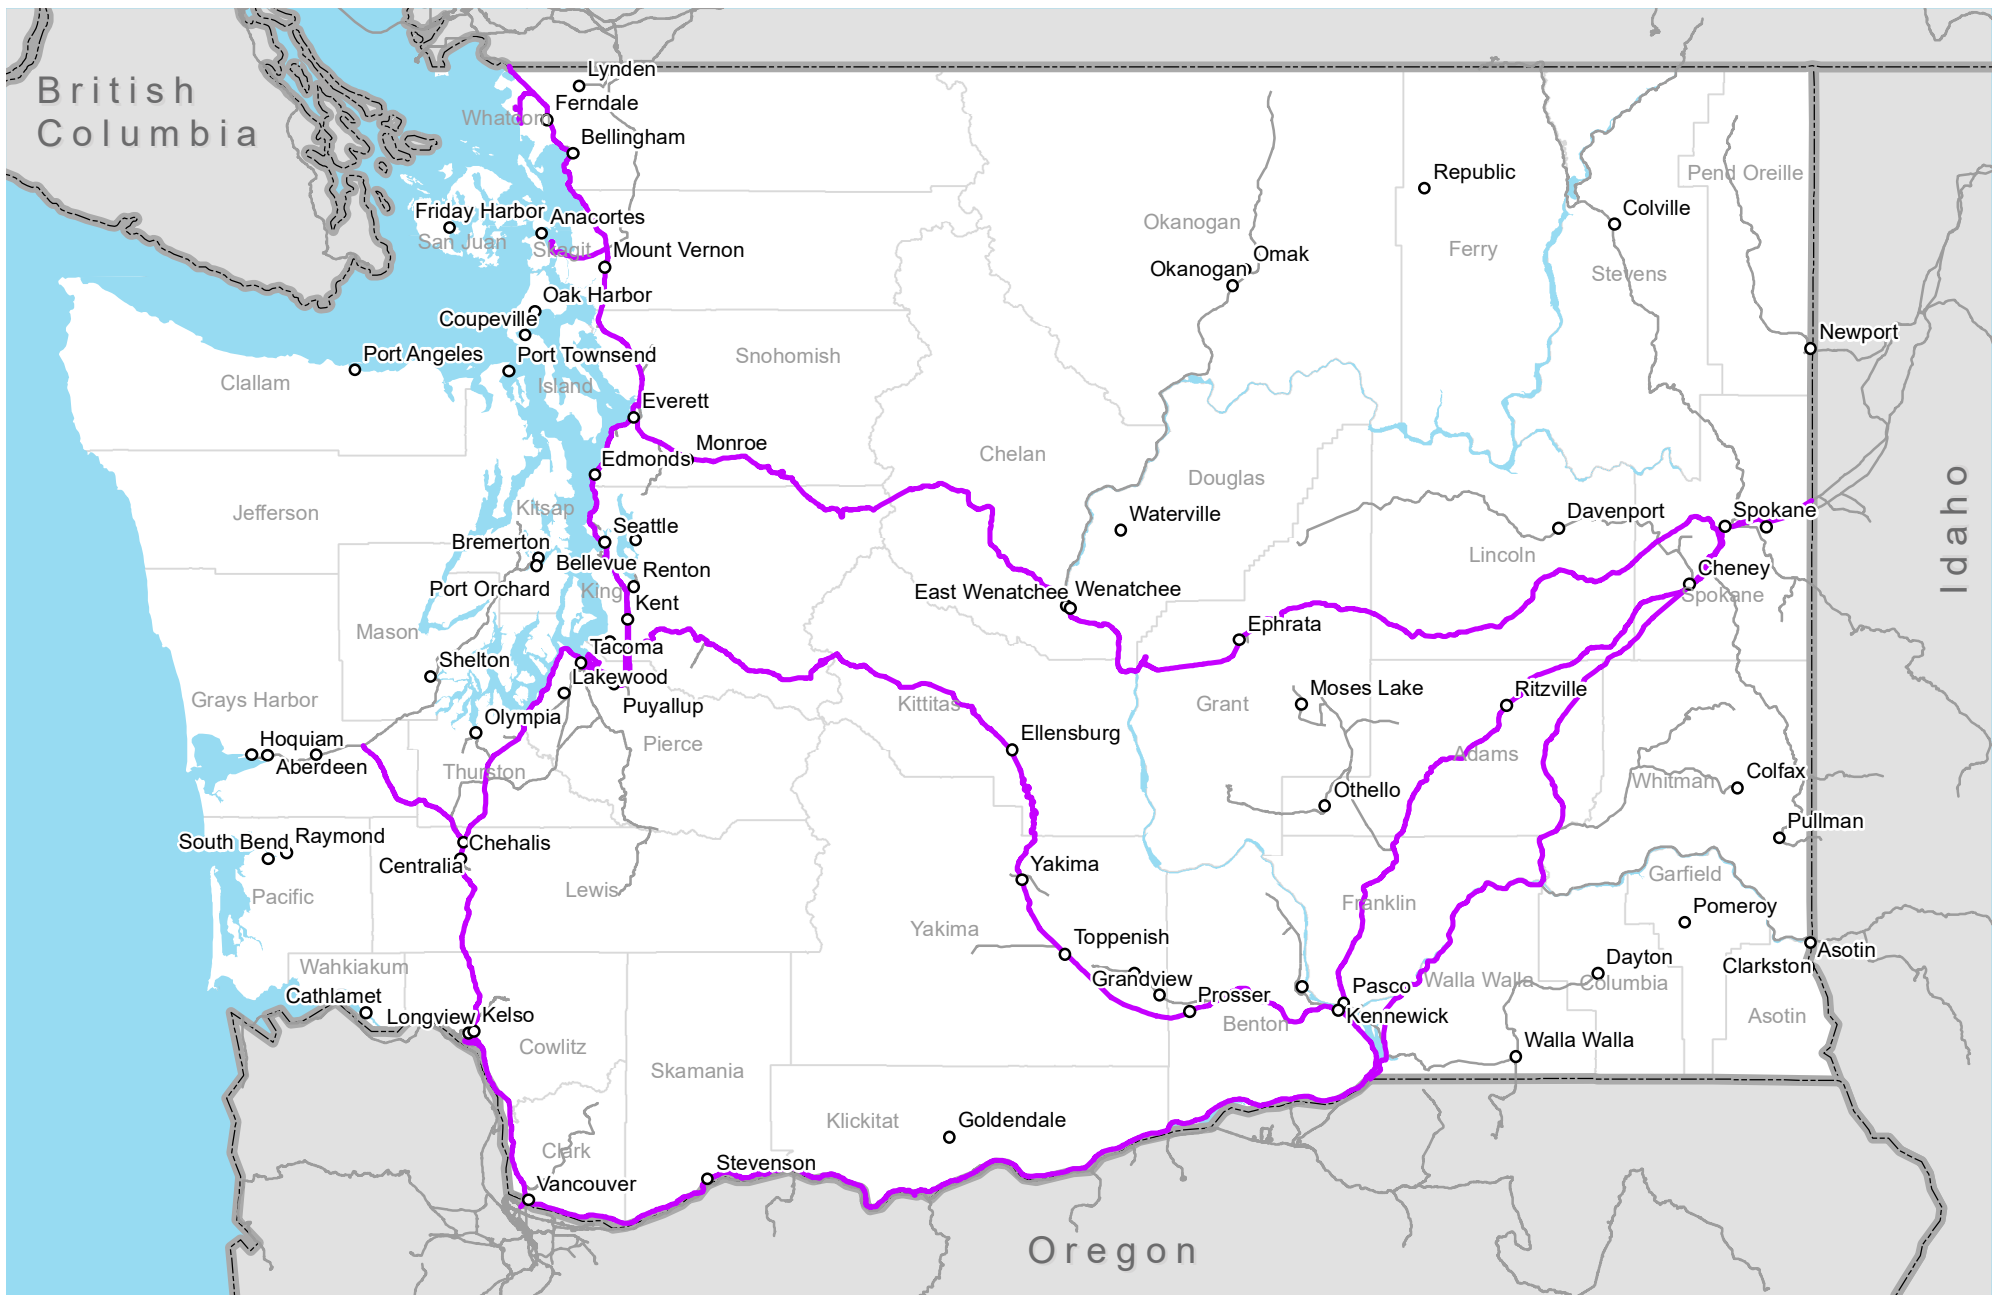 British
Columbia
Lynden
Ferndale
Whatcom
Bellingham
Republic
Pend Oreille
Friday Harbor
Anacortes
San Juan
Skagit
Mount Vernon
Okanogan
Colville
Ferry
Omak
Okanogan
Stevens
Oak Harbor
Coupeville
Newport
Port Angeles
Port Townsend
Snohomish
Clallam
Island
Everett
Monroe
Edmonds
Chelan
Douglas
Idaho
Jefferson
Kitsap
Seattle
Waterville
Davenport
Spokane
Bremerton
Bellevue
Renton
Lincoln
Cheney
Port Orchard
King
Kent
East Wenatchee
Wenatchee
Spokane
Mason
Ephrata
Tacoma
Shelton
Lakewood
Grays Harbor
Puyallup
Kittitas
Grant
Moses Lake
Ritzville
Olympia
Hoquiam
Aberdeen
Pierce
Ellensburg
Adams
Thurston
Othello
Whitman
Colfax
Pullman
South Bend
Raymond
Chehalis
Centralia
Yakima
Lewis
Pacific
Franklin
Garfield
Pomeroy
Yakima
Toppenish
Asotin
Clarkston
Dayton
Columbia
Wahkiakum
Cathlamet
Grandview
Prosser
Pasco
Walla Walla
Longview
Kelso
Kennewick
Benton
Asotin
Cowlitz
Walla Walla
Skamania
Klickitat
Goldendale
Clark
Stevenson
Vancouver
Oregon